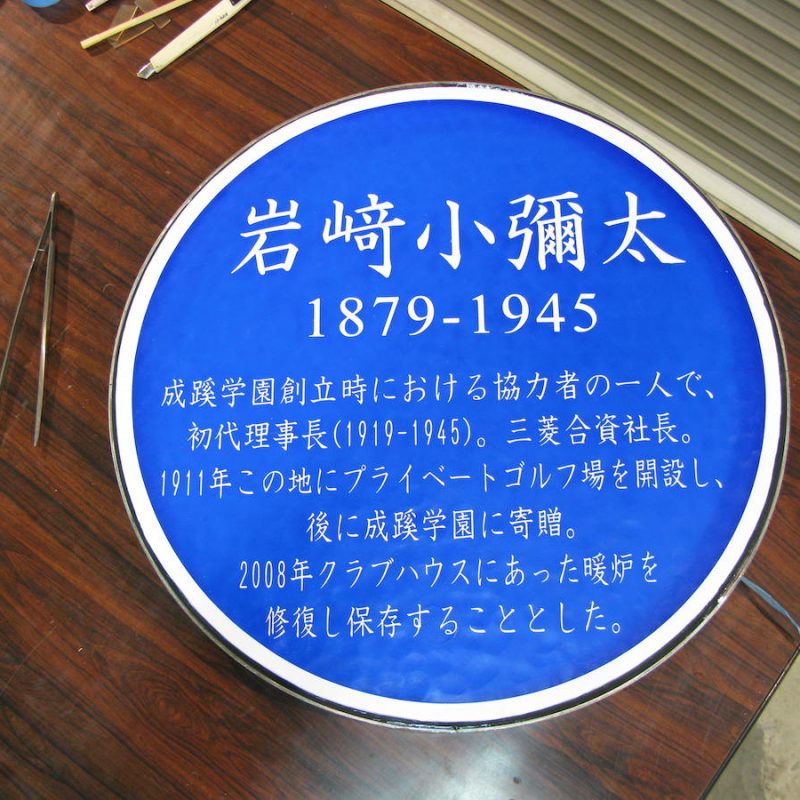 岩﨑小彌太
1879-1945
成蹊学園創立時における協力者の一人で、
初代理事長(1919-1945)。三菱合資社長。
1911年この地にプライベートゴルフ場を開設し、
後に成蹊学園に寄贈。
2008年クラブハウスにあった暖炉を
修復し保存することとした。